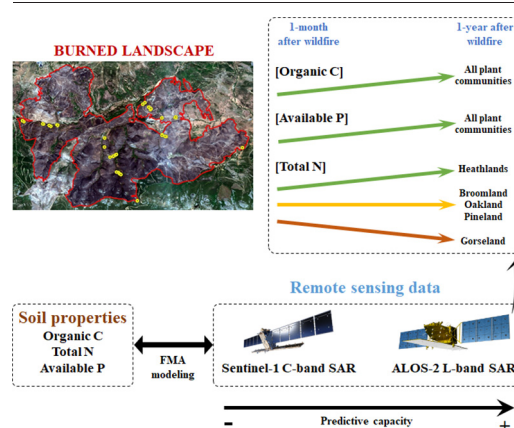 BURNED LANDSCAPE
1-month
after wildfire
1-year after
wildfire
[Organic C]
All plant
communities
[Available P]
All plant
communities
[Total N]
Heathlands
Broomland
Oakland
Pineland
Gorseland
Remote sensing data
Soil properties
Organic C
Total N
Available P
FMA
modeling
Sentinel-1 C-band SAR
ALOS-2 L-band SAR
- Predictive capacity +